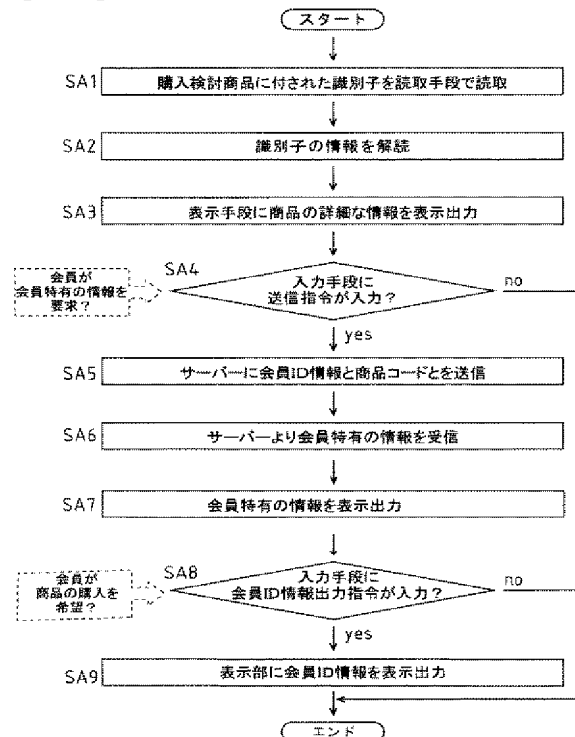 スタート
SA1
購入検討商品に付された識別子を読取手段で読取
SA2
識別子の情報を解読
SA3
表示手段に商品の詳細な情報を表示出力
会員が
会員特有の情報を
要求?
SA4
入力手段に
送信指令が入力?
no
yes
SA5
サーバーに会員ID情報と商品コードとを送信
SA6
サーバーより会員特有の情報を受信
SA7
会員特有の情報を表示出力
会員が
商品の購入を
希望?
SA8
入力手段に
会員ID情報出力指令が入力?
no
yes
SA9
表示部に会員ID情報を表示出力
エンド